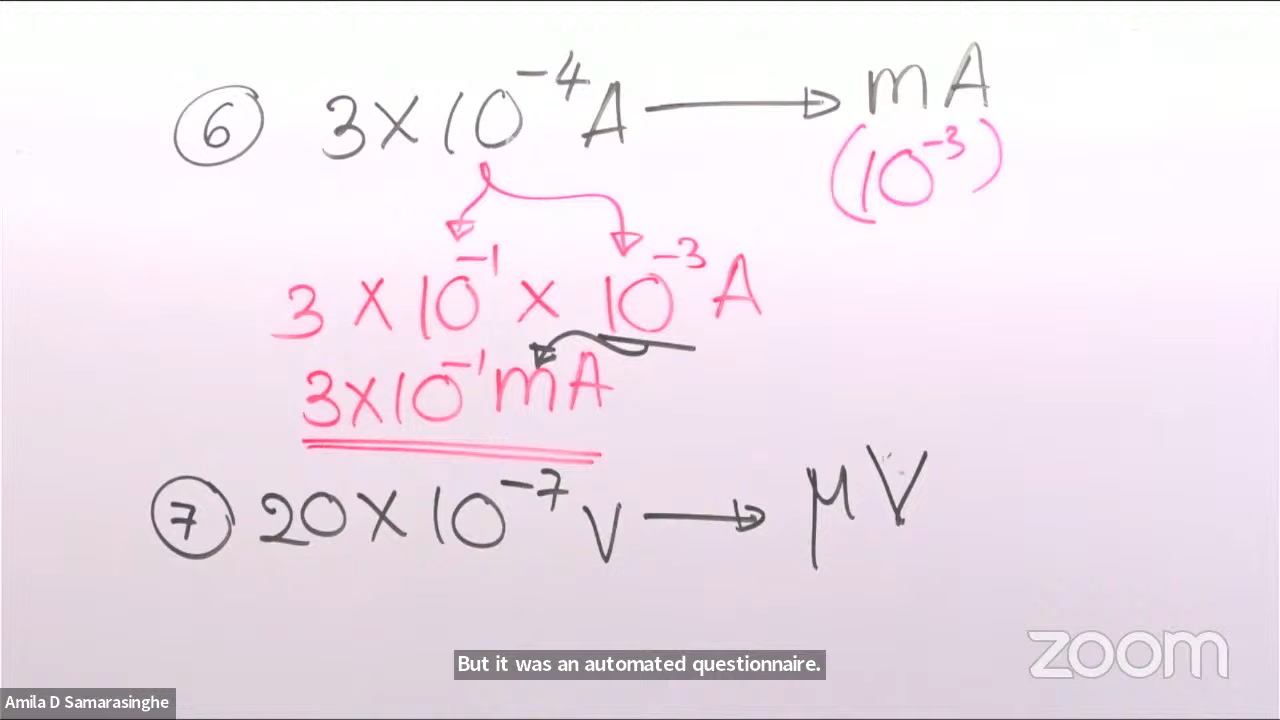 ⑥ 3×10⁻⁴ A → mA
(10⁻³)
3 × 10⁻¹ × 10⁻³ A
3×10⁻¹ mA
⑦ 20×10⁻⁷ V → μV
zoom
But it was an automated questionnaire.
Amila D Samarasinghe